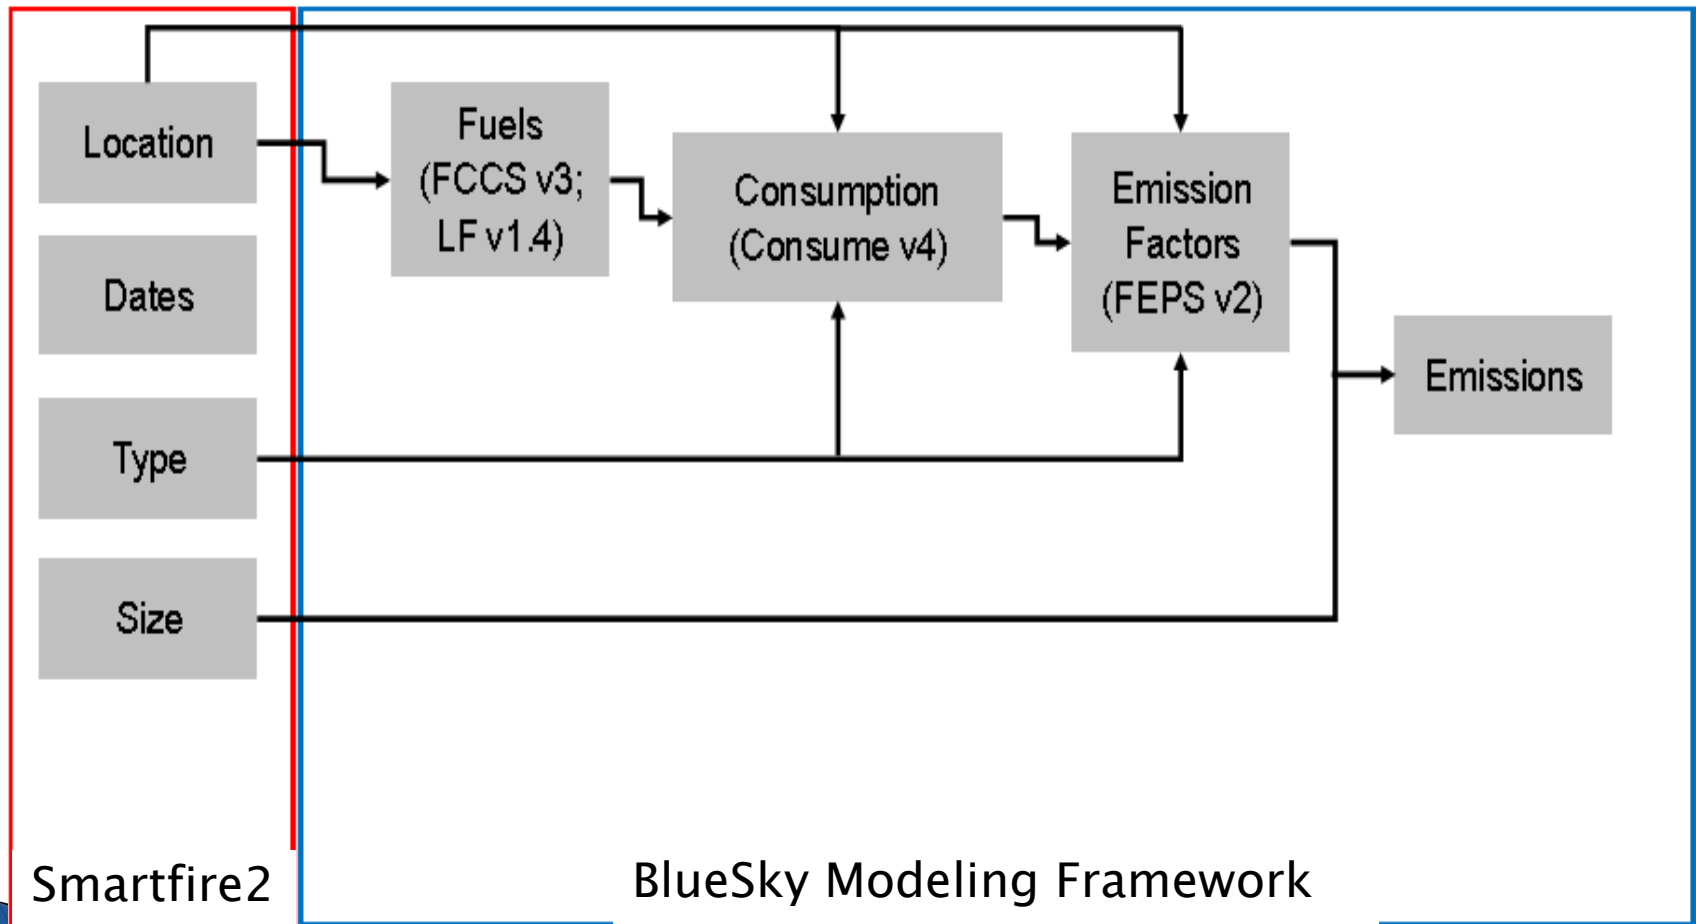 Location
Dates
Type
Size
Fuels
(FCCS v3;
LF v1.4)
Consumption
(Consume v4)
Emission
Factors
(FEPS v2)
Emissions
Smartfire2
BlueSky Modeling Framework